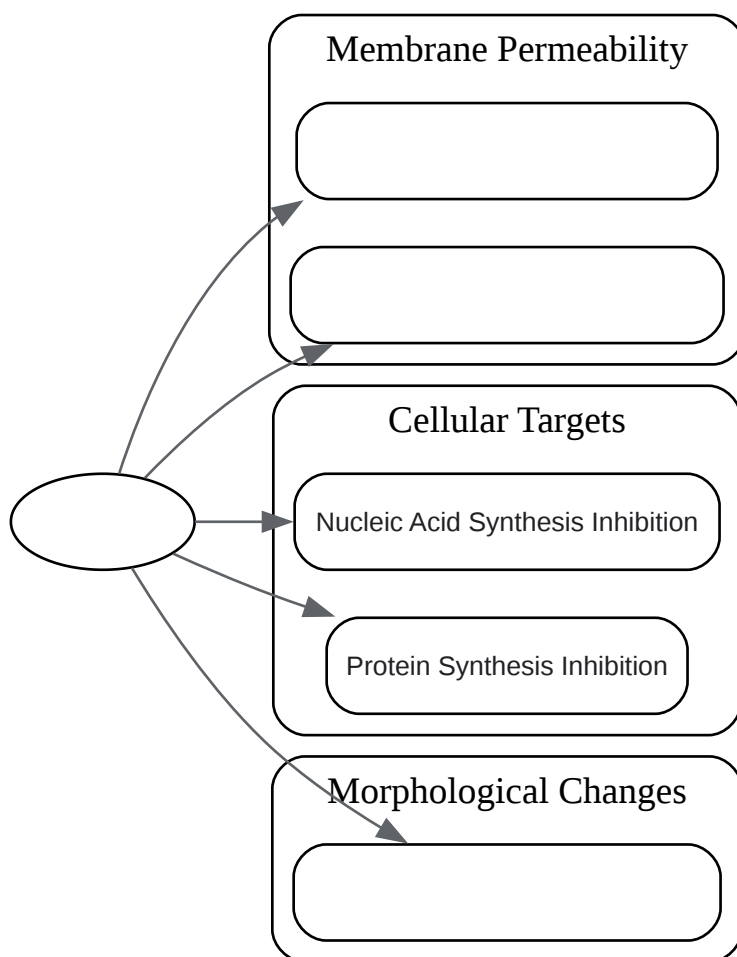 Membrane Permeability
Cellular Targets
Nucleic Acid Synthesis Inhibition
Protein Synthesis Inhibition
Morphological Changes